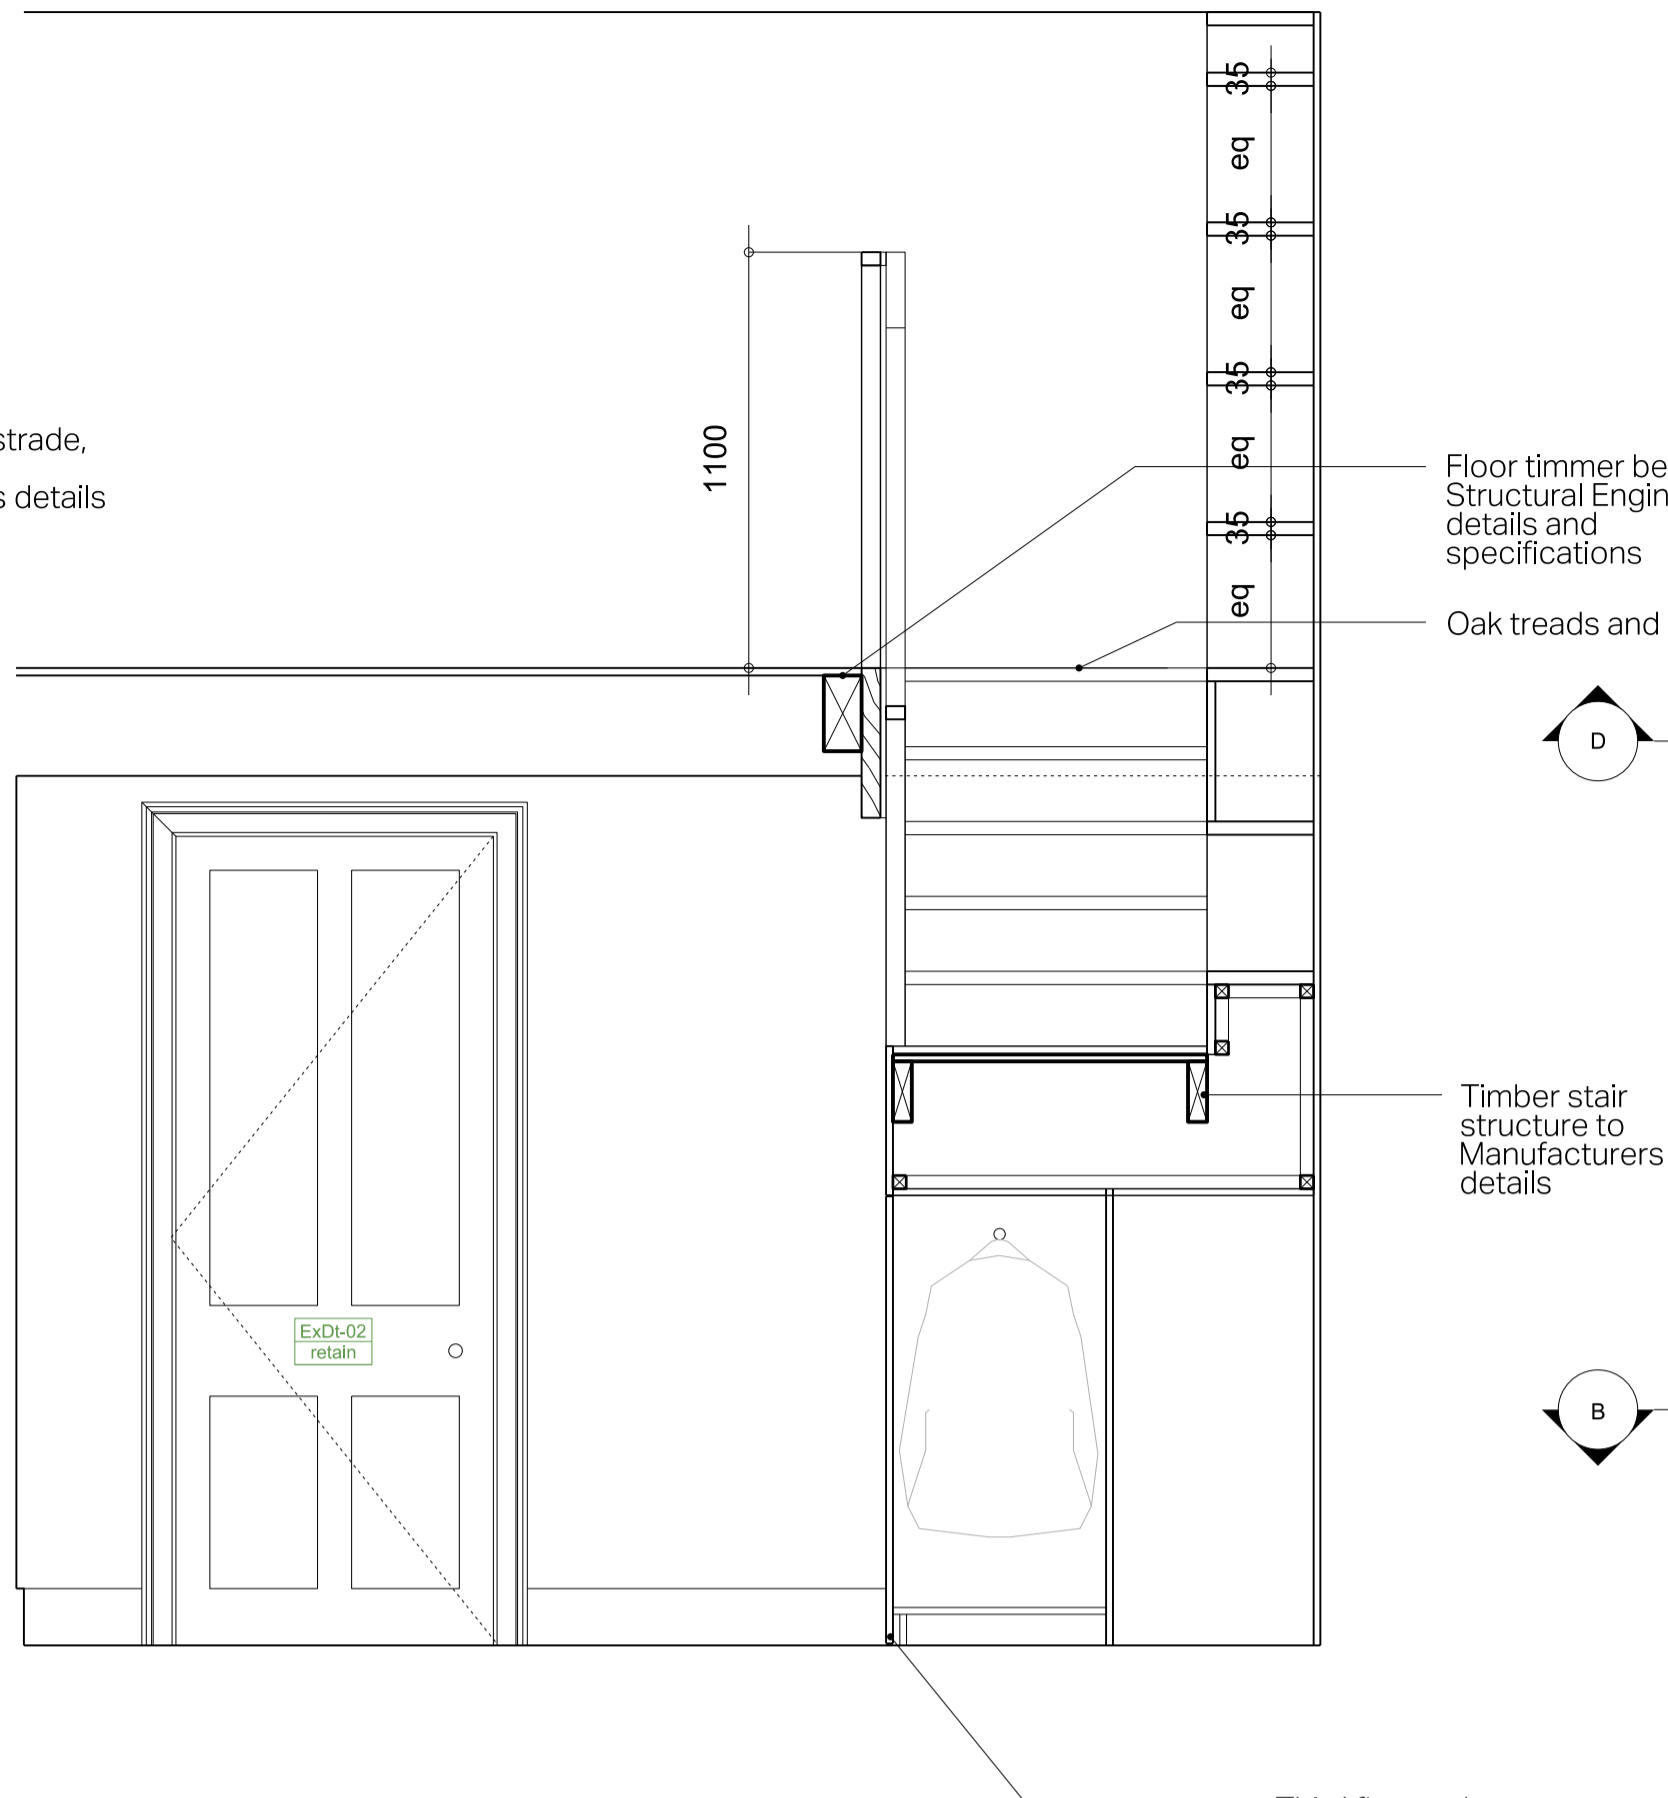 strade,
s details
1100
35
eq
35
eq
35
eq
35
eq
Floor timmer be
Structural Engin
details and
specifications
Oak treads and
D
Timber stair
structure to
Manufacturers
details
B
ExDt-02
retain